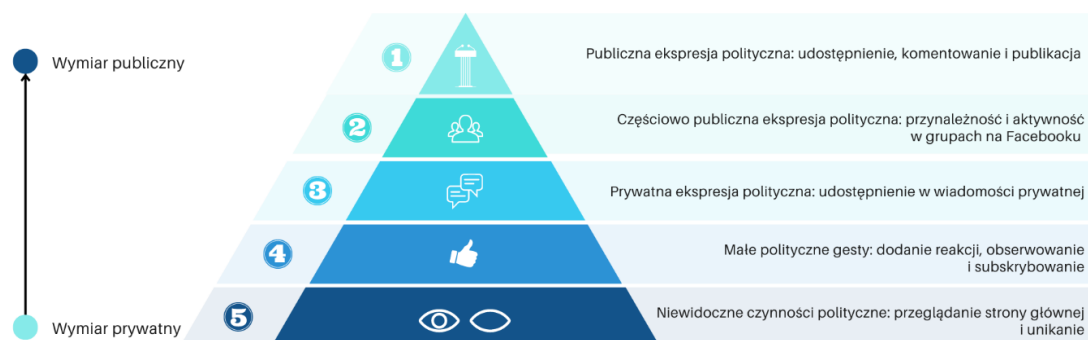 Wymiar publiczny
1
Publiczna ekspresja polityczna: udostępnienie, komentowanie i publikacja
2
Częściowo publiczna ekspresja polityczna: przynależność i aktywność
w grupach na Facebooku
3
Prywatna ekspresja polityczna: udostępnienie w wiadomości prywatnej
4
Małe polityczne gesty: dodanie reakcji, obserwowanie
i subskrybowanie
5
Niewidoczne czynności polityczne: przeglądanie strony głównej
i unikanie
Wymiar prywatny